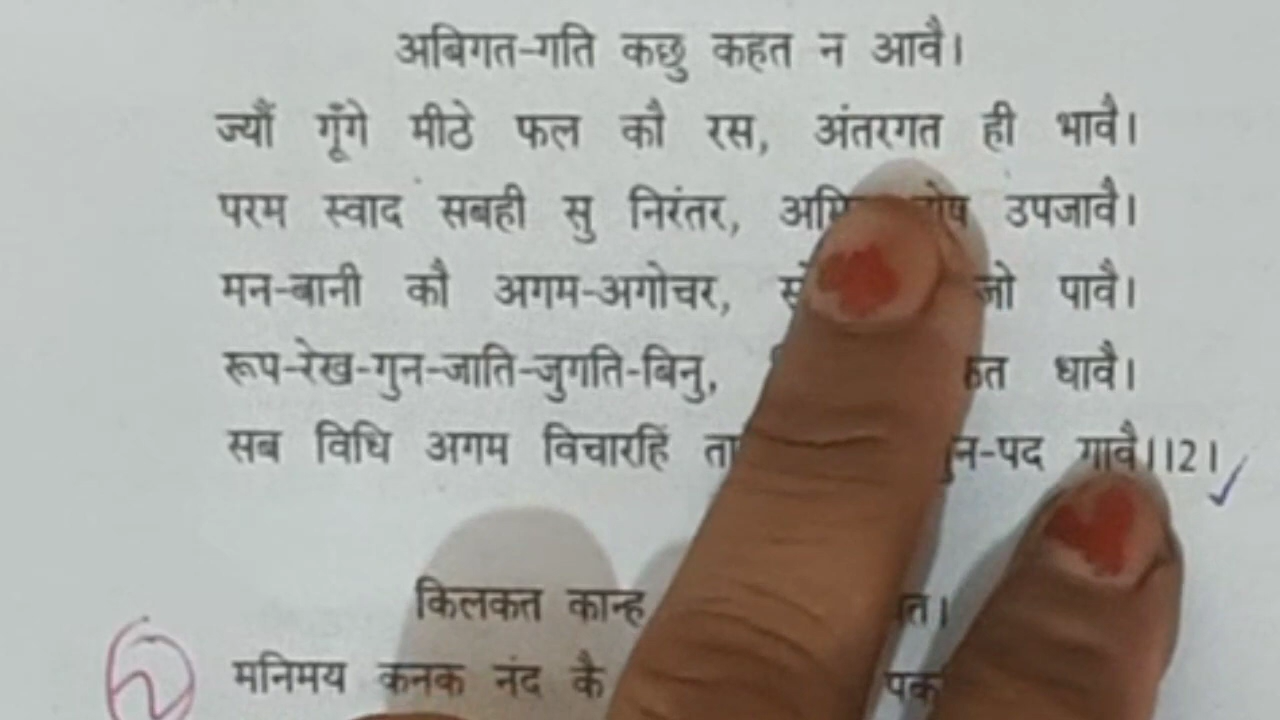 अबिगत-गति कछु कहत न आवै।
ज्यौं गूँगे मीठे फल कौ रस, अंतरगत ही भावै।
परम स्वाद सबही सु निरंतर, उपजावै।
मन-बानी कौ अगम-अगोचर, जो पावै।
रूप-रेख-गुन-जाति-जुगति-बिनु, धावै।
सब विधि अगम विचारहिं गावै।।2।
किलकत कान्ह
मनिमय कनक नंद कै